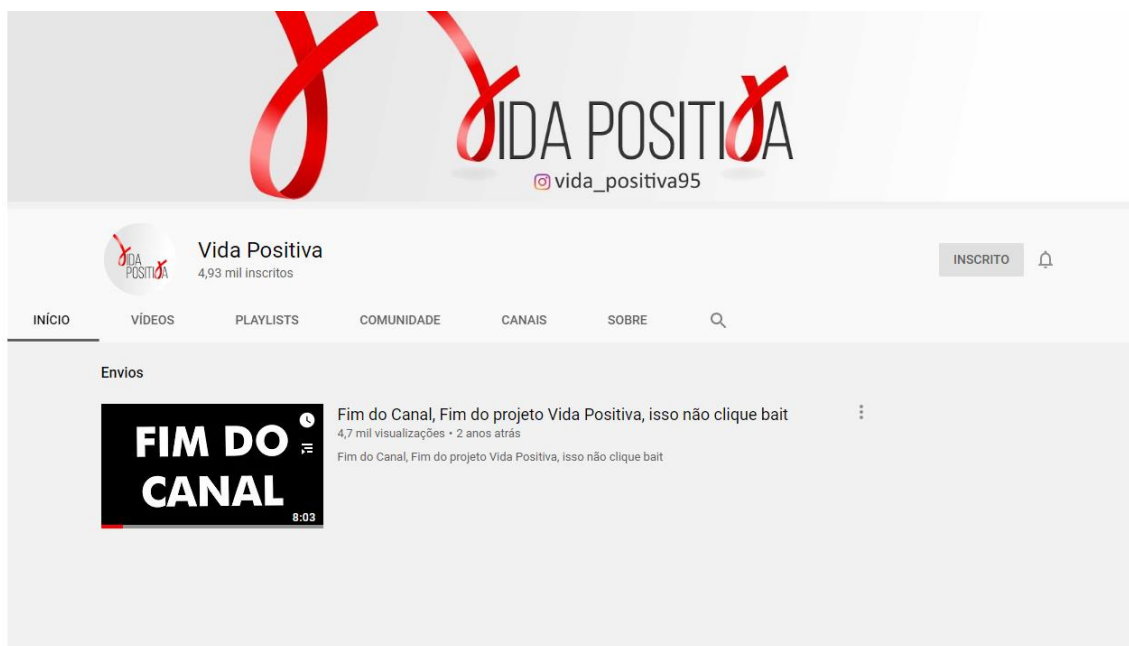 VIDA POSITIVA
vida_positiva95
VIDA
POSITIVA
Vida Positiva
4,93 mil inscritos
INSCRITO
INÍCIO VÍDEOS PLAYLISTS COMUNIDADE CANAIS SOBRE
Envios
FIM DO
CANAL
8:03
Fim do Canal, Fim do projeto Vida Positiva, isso não clique bait
4,7 mil visualizações • 2 anos atrás
Fim do Canal, Fim do projeto Vida Positiva, isso não clique bait